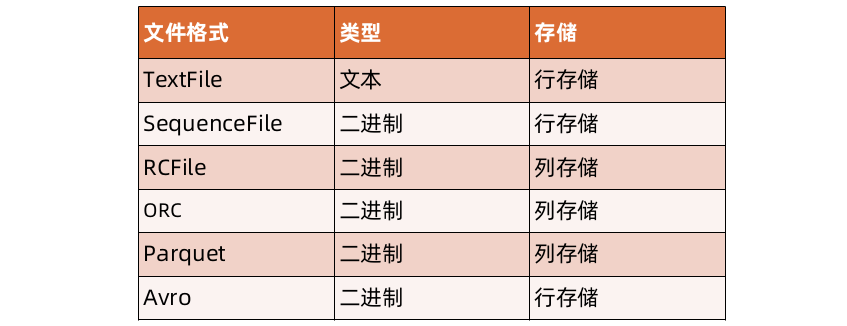 文件格式 类型 存储
TextFile 文本 行存储
SequenceFile 二进制 行存储
RCFile 二进制 列存储
ORC 二进制 列存储
Parquet 二进制 列存储
Avro 二进制 行存储